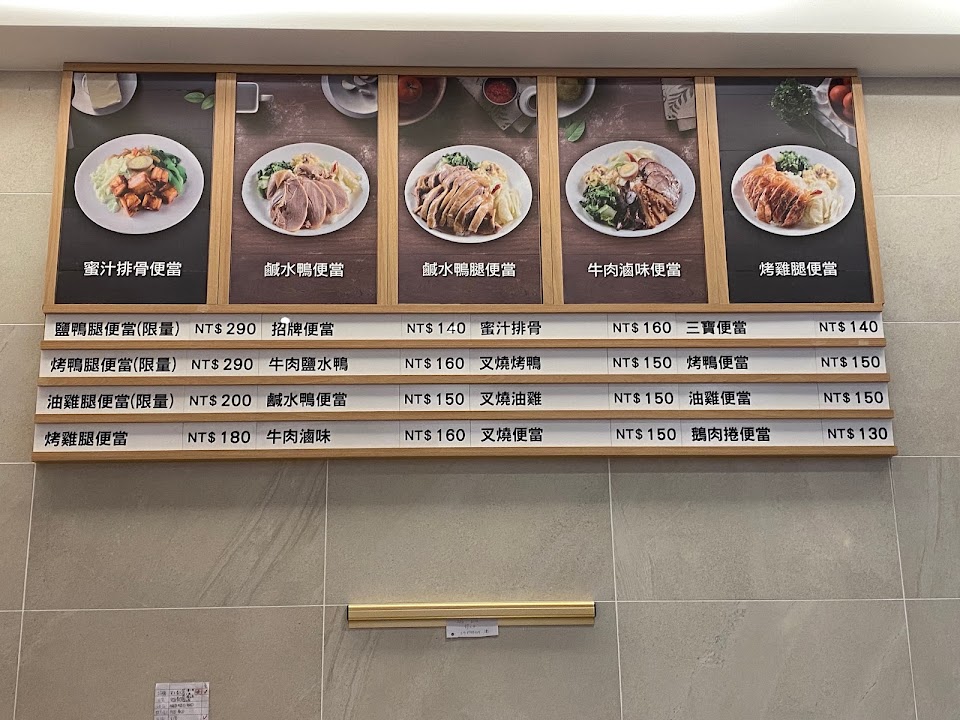 蜜汁排骨便當
鹹水鴨便當
鹹水鴨腿便當
牛肉滷味便當
烤雞腿便當
鹽鴨腿便當(限量) NT$290 招牌便當 NT$140 蜜汁排骨 NT$160 三寶便當 NT$140
烤鴨腿便當(限量) NT$290 牛肉鹽水鴨 NT$160 叉燒烤鴨 NT$150 烤鴨便當 NT$150
油雞腿便當(限量) NT$200 鹹水鴨便當 NT$150 叉燒油雞 NT$150 油雞便當 NT$150
烤雞腿便當 NT$180 牛肉滷味 NT$160 叉燒便當 NT$150 鵝肉捲便當 NT$130